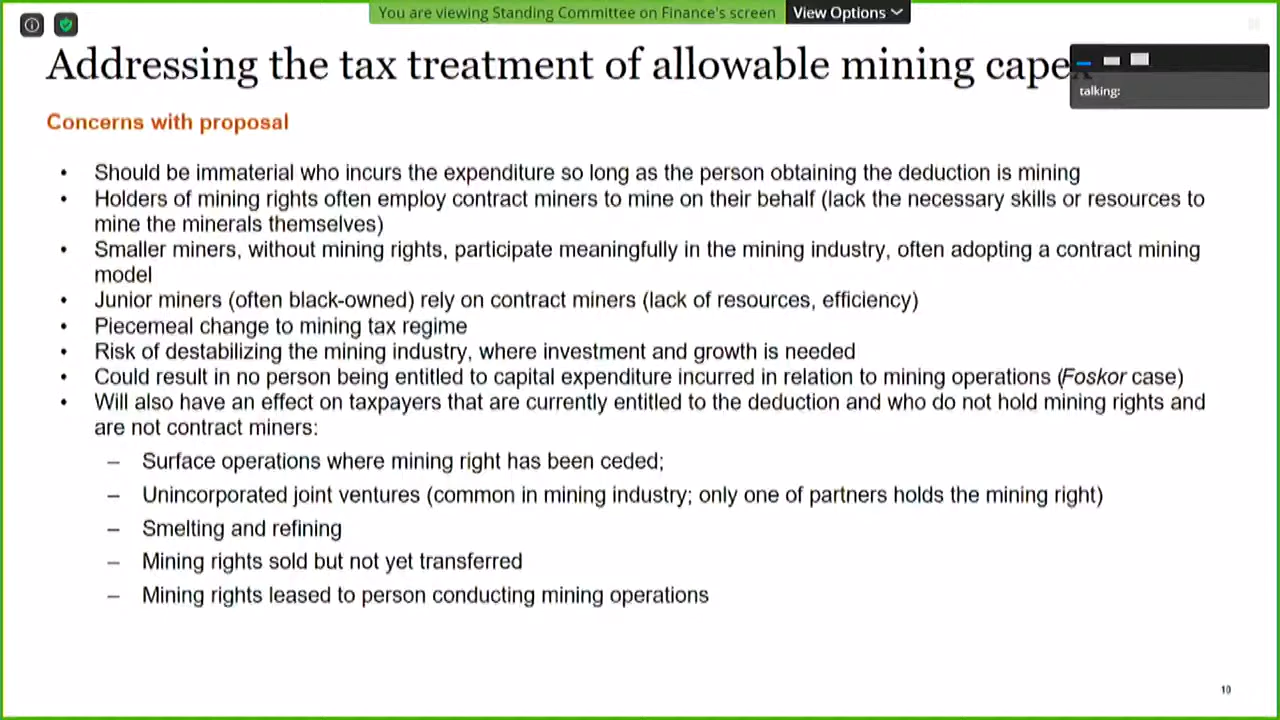 You are viewing Standing Committee on Finance's screen
View Options
Addressing the tax treatment of allowable mining capex
talking:
Concerns with proposal
• Should be immaterial who incurs the expenditure so long as the person obtaining the deduction is mining
• Holders of mining rights often employ contract miners to mine on their behalf (lack the necessary skills or resources to
mine the minerals themselves)
• Smaller miners, without mining rights, participate meaningfully in the mining industry, often adopting a contract mining
model
• Junior miners (often black-owned) rely on contract miners (lack of resources, efficiency)
• Piecemeal change to mining tax regime
• Risk of destabilizing the mining industry, where investment and growth is needed
• Could result in no person being entitled to capital expenditure incurred in relation to mining operations (Foskor case)
• Will also have an effect on taxpayers that are currently entitled to the deduction and who do not hold mining rights and
are not contract miners:
– Surface operations where mining right has been ceded;
– Unincorporated joint ventures (common in mining industry; only one of partners holds the mining right)
– Smelting and refining
– Mining rights sold but not yet transferred
– Mining rights leased to person conducting mining operations
10